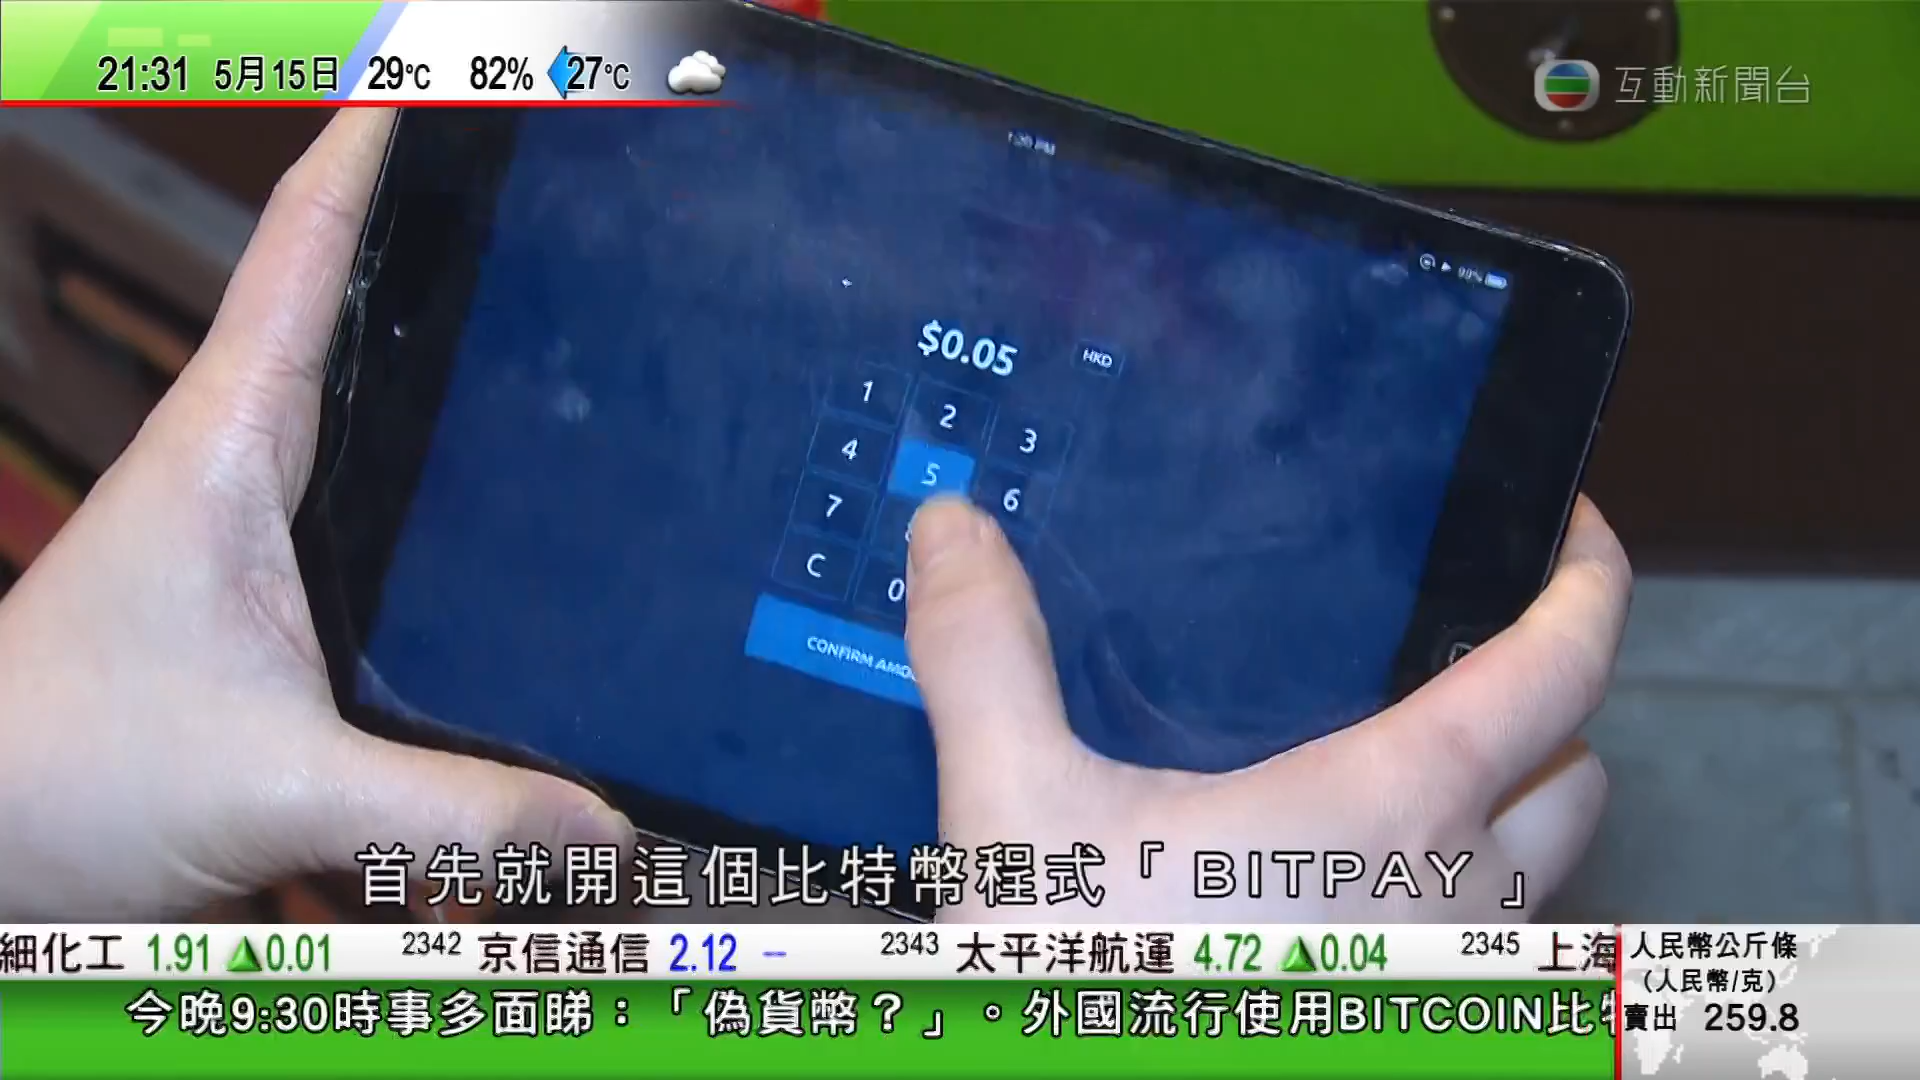 21:31 5月15日 29°C 82% 27°C
互動新聞台
1:20 PM
99%
$0.05 HKD
1 2 3
4 5 6
7
C 0
CONFIRM
首先就開這個比特幣程式「BITPAY」
細化工 1.91 ▲0.01 2342 京信通信 2.12 -- 2343 太平洋航運 4.72 ▲0.04 2345 上海
人民幣公斤條
(人民幣/克)
賣出 259.8
今晚9:30時事多面睇：「偽貨幣？」。外國流行使用BITCOIN比